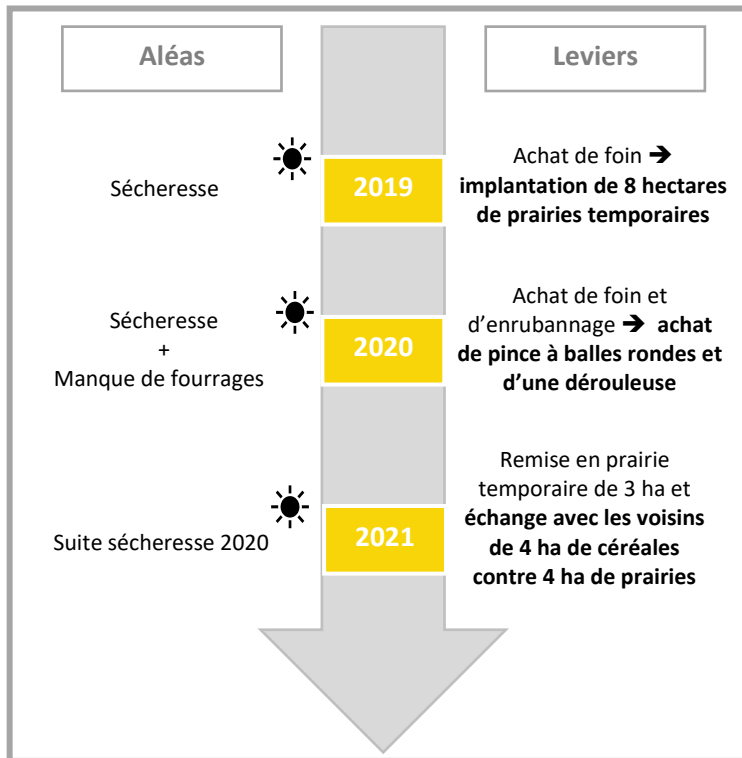 Aléas
Leviers
Sécheresse
2019
Achat de foin ➔
implantation de 8 hectares
de prairies temporaires
Sécheresse
+
Manque de fourrages
2020
Achat de foin et
d’enrubannage ➔ achat
de pince à balles rondes et
d’une dérouleuse
Suite sécheresse 2020
2021
Remise en prairie
temporaire de 3 ha et
échange avec les voisins
de 4 ha de céréales
contre 4 ha de prairies